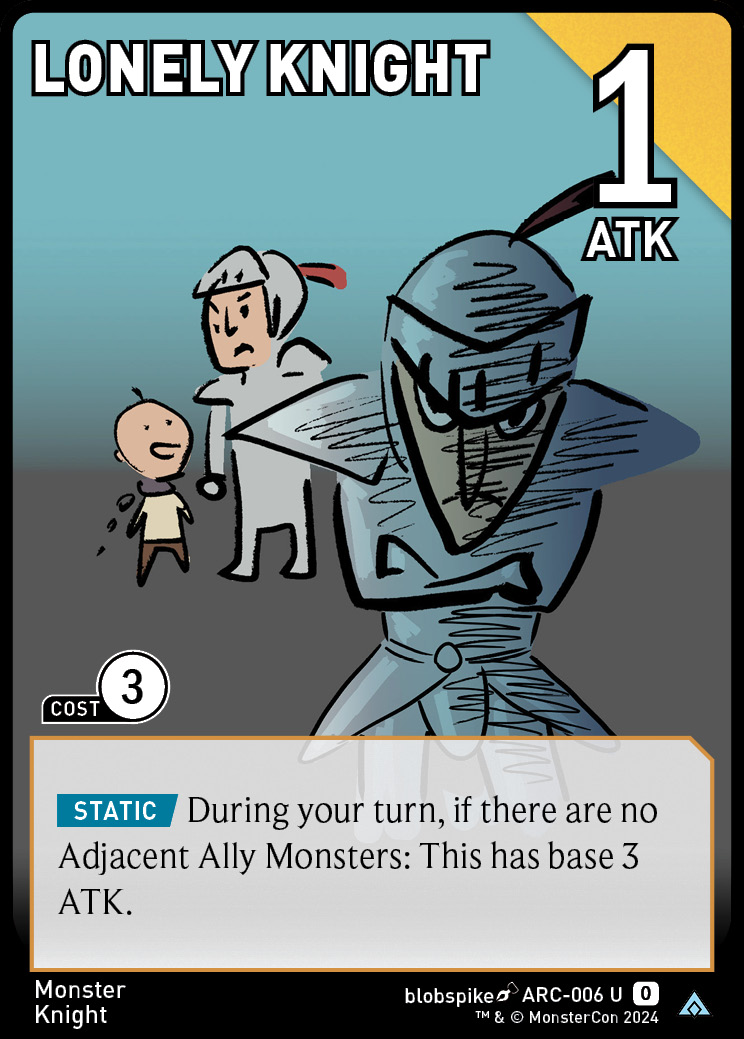 LONELY KNIGHT
1
ATK
COST 3
STATIC During your turn, if there are no
Adjacent Ally Monsters: This has base 3
ATK.
Monster
Knight
blobspike ARC-006 U 0
™ & © MonsterCon 2024